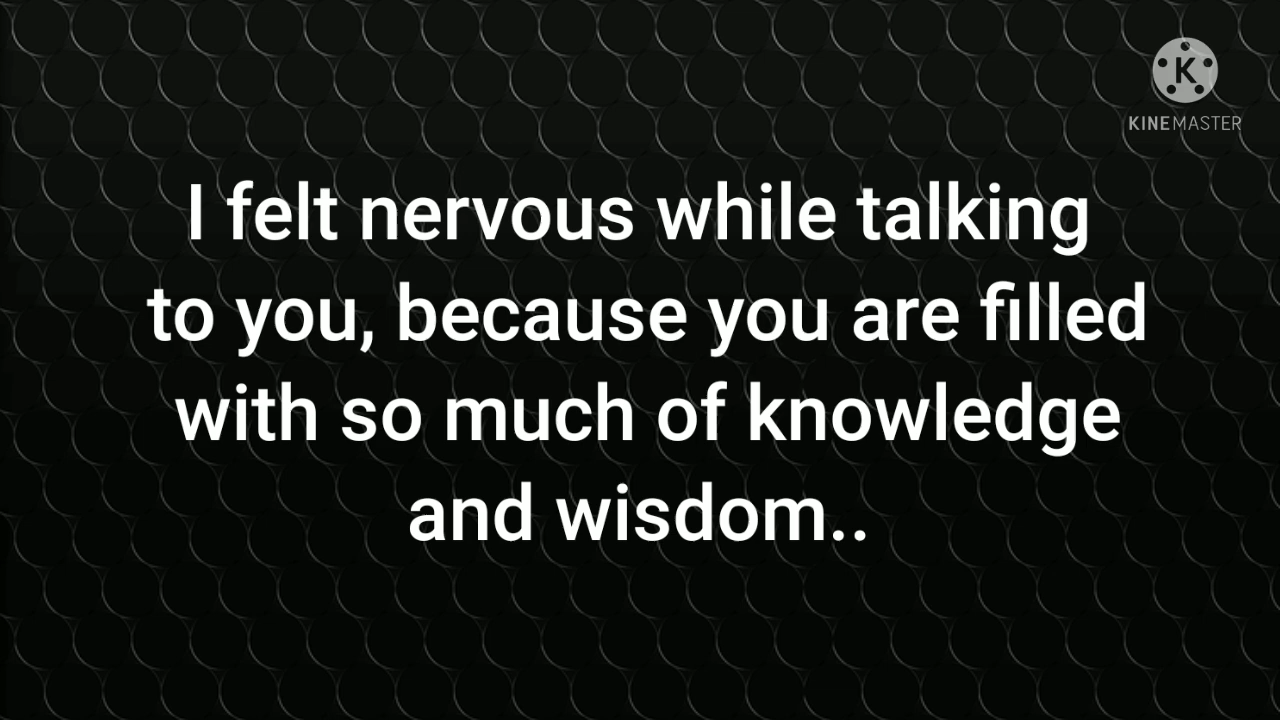 K
KINEMASTER
I felt nervous while talking
to you, because you are filled
with so much of knowledge
and wisdom..